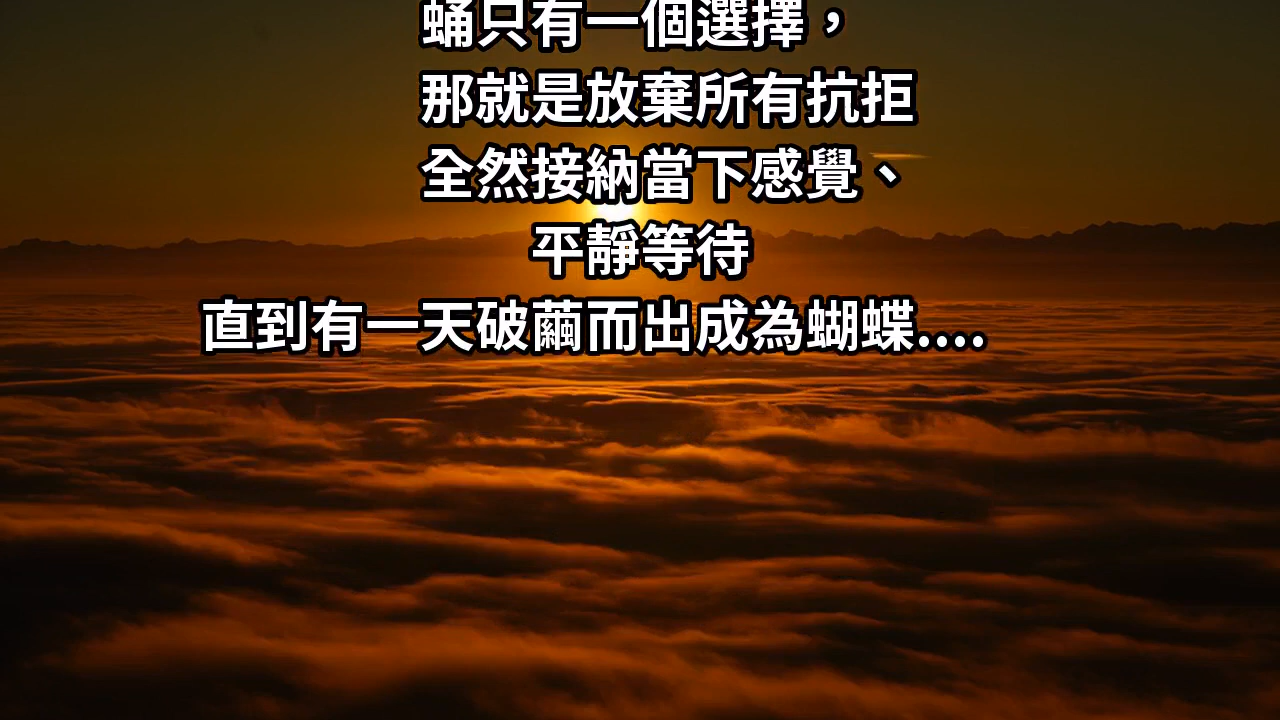 蛹只有一個選擇，
那就是放棄所有抗拒
全然接納當下感覺、
平靜等待
直到有一天破繭而出成為蝴蝶....